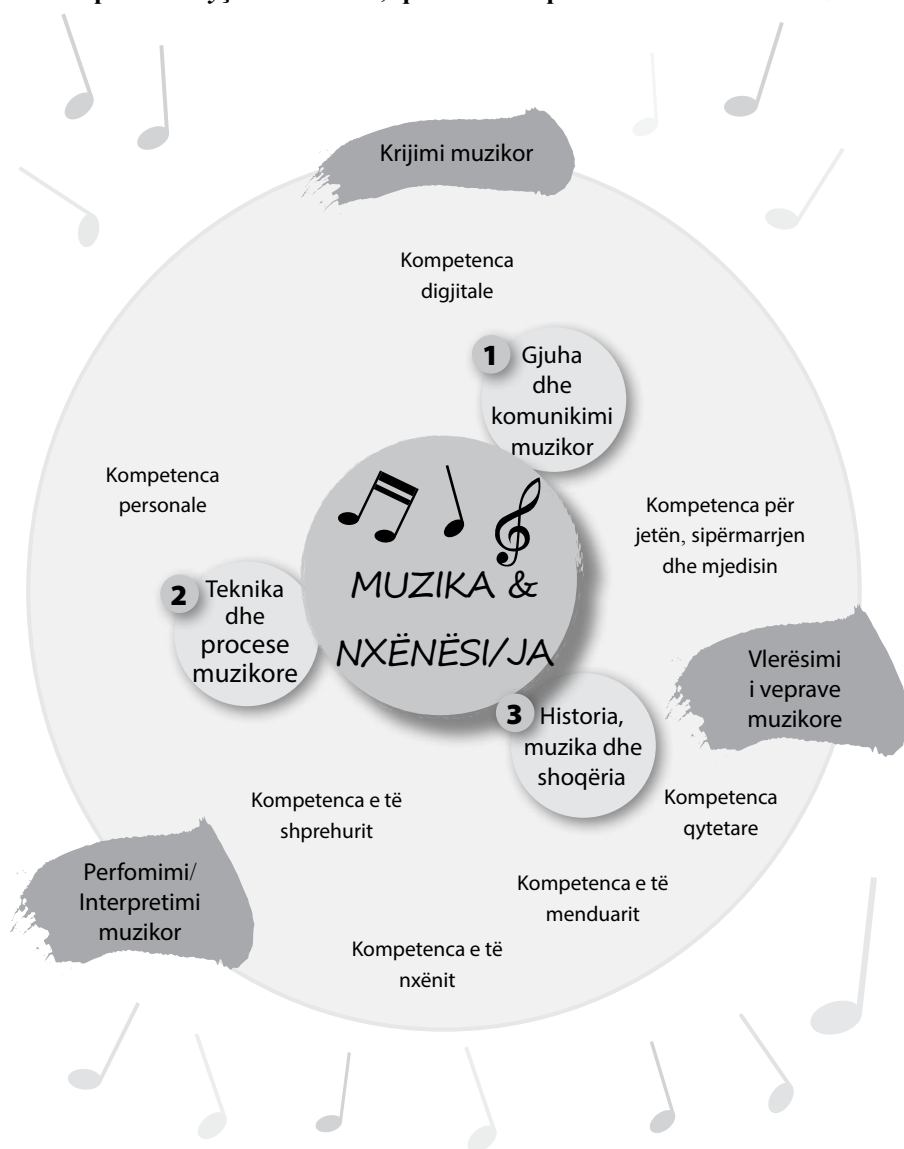 Krijimi muzikor
Kompetenca
digjitale
1 Gjuha
dhe
komunikimi
muzikor
Kompetenca
personale
Kompetenca për
jetën, sipërmarrjen
dhe mjedisin
2 Teknika
dhe
procese
muzikore
MUZIKA &
NXËNËSI/JA
Vlerësimi
i veprave
muzikore
3 Historia,
muzika dhe
shoqëria
Kompetenca
qytetare
Kompetenca e të
shprehurit
Perfomimi/
Interpretimi
muzikor
Kompetenca e të
menduarit
Kompetenca e të
nxënit